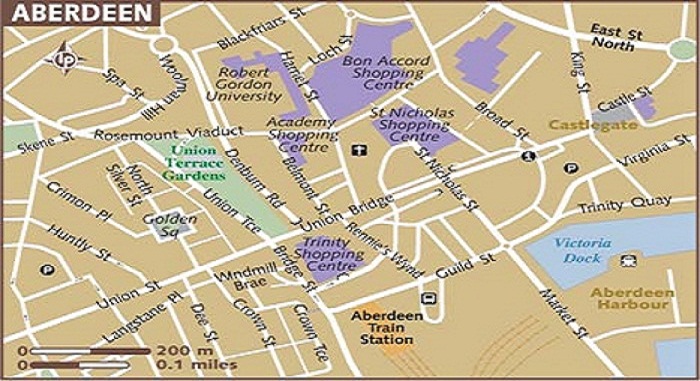 ABERDEEN
Blackfriars St
Loch St
East St
North
Woolman
Hill
Spa St
Harriet St
Robert
Gordon
University
Bon Accord
Shopping
Centre
King St
Castle St
Castlegate
Skene St
Rosemount Viaduct
Academy
Shopping
Centre
St Nicholas
Shopping
Centre
Broad St
i
P
Virginia St
Union
Terrace
Gardens
Denburn Rd
Belmont St
St Nicholas St
North
Silver St
Crimon Pl
Golden
Sq
Union Tce
Union Bridge
Trinity Quay
Huntly St
P
Bridge St
Trinity
Shopping
Centre
Rennie's Wynd
Guild St
Victoria
Dock
Windmill
Brae
Union St
Langstane Pl
Dee St
Crown St
Crown Tce
Aberdeen
Train
Station
Market St
Aberdeen
Harbour
0 200 m
0 0.1 miles